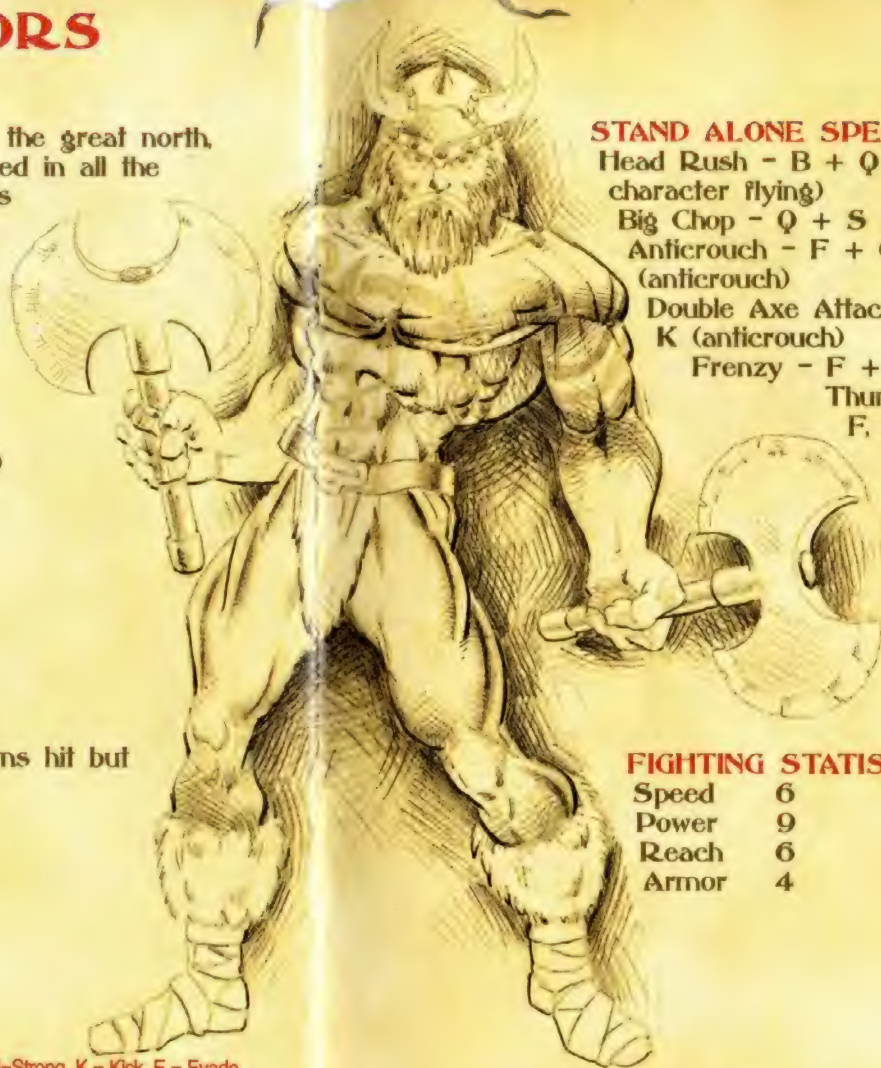 ORS
the great north,
ed in all the
s
ns hit but
=Strong, K = Kick, E = Evade
STAND ALONE SPE
Head Rush - B + Q
character flying)
Big Chop - Q + S
Anticrouch - F +
(anticrouch)
Double Axe Attac
K (anticrouch)
Frenzy - F +
Thu
F,
FIGHTING STATIS
Speed 6
Power 9
Reach 6
Armor 4